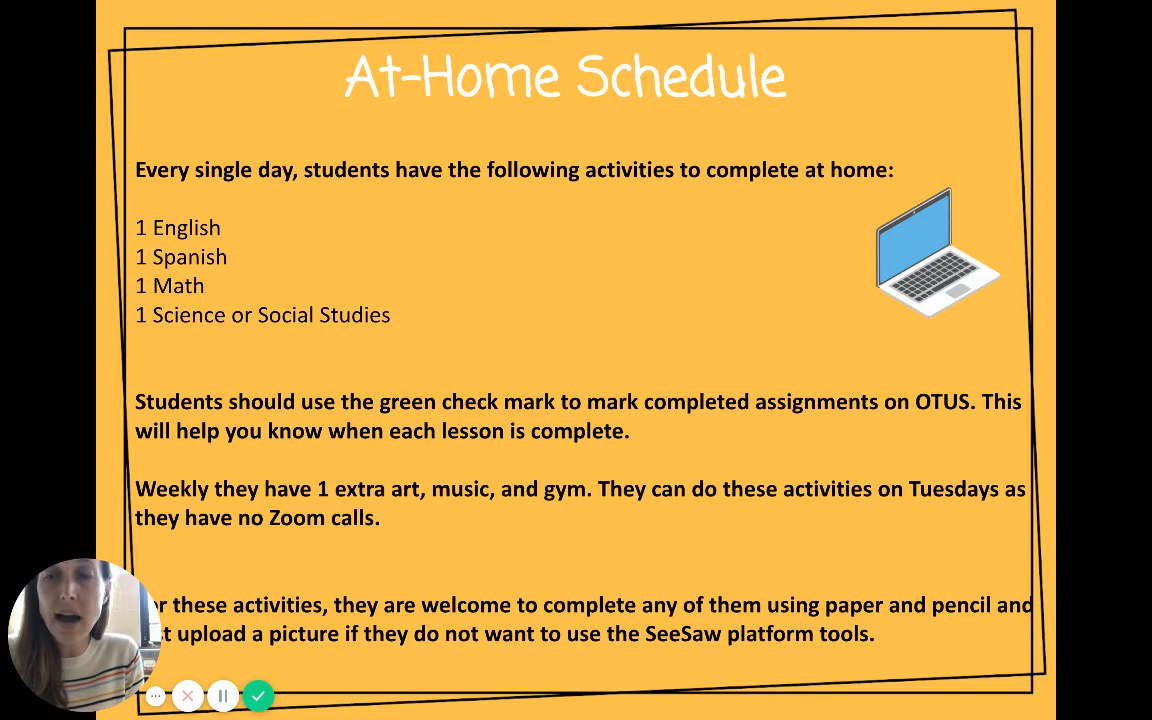 At-Home Schedule
Every single day, students have the following activities to complete at home:
1 English
1 Spanish
1 Math
1 Science or Social Studies
Students should use the green check mark to mark completed assignments on OTUS. This
will help you know when each lesson is complete.
Weekly they have 1 extra art, music, and gym. They can do these activities on Tuesdays as
they have no Zoom calls.
these activities, they are welcome to complete any of them using paper and pencil and
upload a picture if they do not want to use the SeeSaw platform tools.